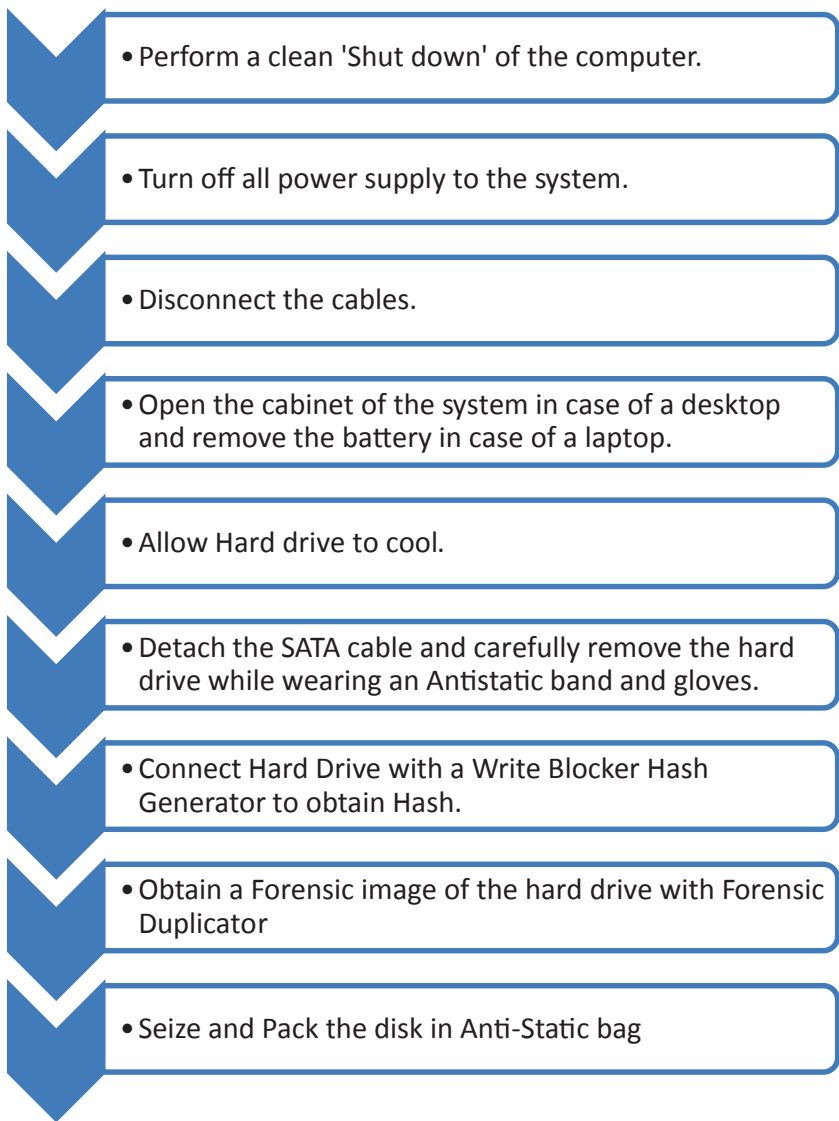 • Perform a clean 'Shut down' of the computer.
• Turn off all power supply to the system.
• Disconnect the cables.
• Open the cabinet of the system in case of a desktop
and remove the battery in case of a laptop.
• Allow Hard drive to cool.
• Detach the SATA cable and carefully remove the hard
drive while wearing an Antistatic band and gloves.
• Connect Hard Drive with a Write Blocker Hash
Generator to obtain Hash.
• Obtain a Forensic image of the hard drive with Forensic
Duplicator
• Seize and Pack the disk in Anti-Static bag